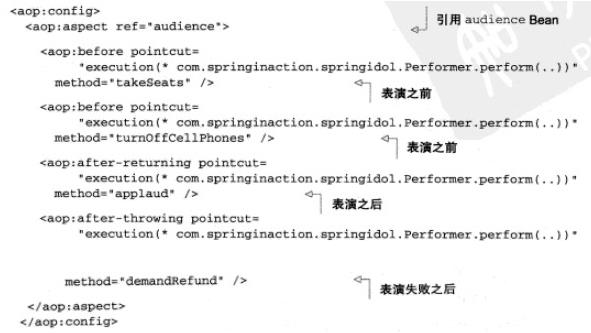 <aop:config>
<aop:aspect ref="audience">
引用 audience Bean
<aop:before pointcut=
"execution(* com.springinaction.springidol.Performer.perform(..))"
method="takeSeats" />
表演之前
<aop:before pointcut=
"execution(* com.springinaction.springidol.Performer.perform(..))"
method="turnOffCellPhones" />
表演之前
<aop:after-returning pointcut=
"execution(* com.springinaction.springidol.Performer.perform(..))"
method="applaud" />
表演之后
<aop:after-throwing pointcut=
"execution(* com.springinaction.springidol.Performer.perform(..))"
method="demandRefund" />
表演失败之后
</aop:aspect>
</aop:config>